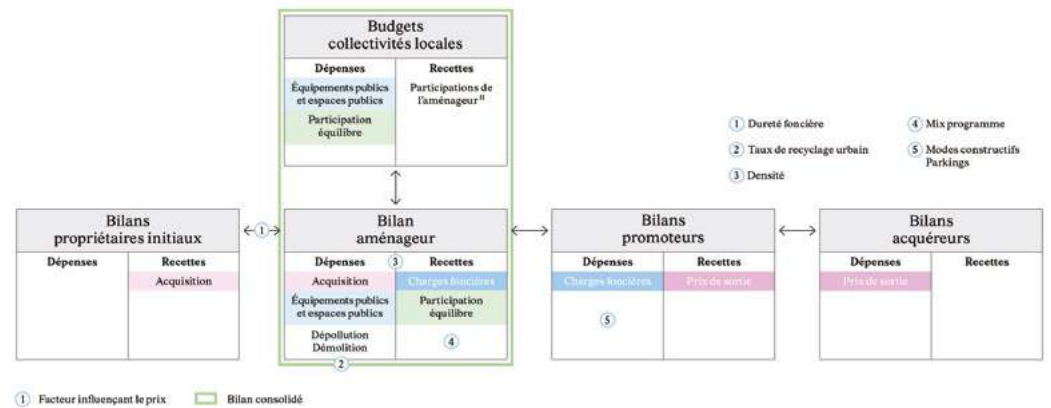 Budgets
collectivités locales
Dépenses
Recettes
Équipements publics
et espaces publics
Participations de
l'aménageur
Participation
équilibre
① Dureté foncière
④ Mix programme
② Taux de recyclage urbain
⑤ Modes constructifs
Parkings
③ Densité
Bilans
propriétaires initiaux
①
Bilan
aménageur
Bilans
promoteurs
Bilans
acquéreurs
Dépenses
Recettes
Acquisition
Dépenses
③
Recettes
Acquisition
Charges foncières
Équipements publics
et espaces publics
Participation
équilibre
Dépollution
Démolition
④
②
Dépenses
Recettes
Charges foncières
Prix de sortie
⑤
Dépenses
Recettes
Prix de sortie
① Facteur influençant le prix
Bilan consolidé